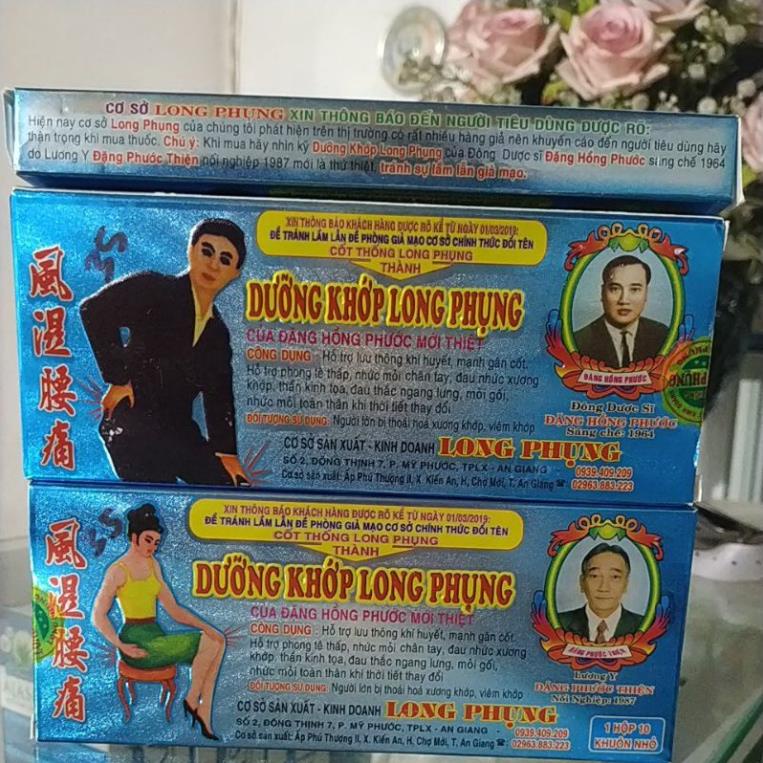 CƠ SỞ LONG PHỤNG XIN THÔNG BÁO ĐẾN NGƯỜI TIÊU DÙNG ĐƯỢC RÕ:
Hiện nay cơ sở Long Phụng của chúng tôi phát hiện trên thị trường có rất nhiều hàng giả nên khuyến cáo đến người tiêu dùng hãy
thận trọng khi mua thuốc. Chú ý: Khi mua hãy nhìn kỹ Dưỡng Khớp Long Phụng của Đông Dược sĩ Đặng Hồng Phước sáng chế 1964
do Lương Y Đặng Phước Thiện nối nghiệp 1987 mới là thứ thiệt, tránh sự lầm lẫn giả mạo.
風濕腰痛
XIN THÔNG BÁO KHÁCH HÀNG ĐƯỢC RÕ KỂ TỪ NGÀY 01/03/2019:
ĐỂ TRÁNH LẦM LẪN ĐỀ PHÒNG GIẢ MẠO CƠ SỞ CHÍNH THỨC ĐỔI TÊN
CỐT THỐNG LONG PHỤNG
THÀNH
DƯỠNG KHỚP LONG PHỤNG
CỦA ĐẶNG HỒNG PHƯỚC MỚI THIỆT
CÔNG DỤNG : Hỗ trợ lưu thông khí huyết, mạnh gân cốt.
Hỗ trợ phong tê thấp, nhức mỏi chân tay, đau nhức xương
khớp, thần kinh tọa, đau thắc ngang lưng, mỏi gối,
nhức mỏi toàn thân khi thời tiết thay đổi
ĐỐI TƯỢNG SỬ DỤNG: Người lớn bị thoái hoá xương khớp, viêm khớp
CƠ SỞ SẢN XUẤT - KINH DOANH LONG PHỤNG
SỐ 2, ĐÔNG THỊNH 7, P. MỸ PHƯỚC, TPLX - AN GIANG
Cơ sở sản xuất: Ấp Phú Thượng II, X. Kiến An, H. Chợ Mới, T. An Giang ☎:
0939.409.209
02963.883.223
ĐẶNG HỒNG PHƯỚC
Đông Dược Sĩ
ĐẶNG HỒNG PHƯỚC
Sáng chế: 1964
風濕腰痛
XIN THÔNG BÁO KHÁCH HÀNG ĐƯỢC RÕ KỂ TỪ NGÀY 01/03/2019:
ĐỂ TRÁNH LẦM LẪN ĐỀ PHÒNG GIẢ MẠO CƠ SỞ CHÍNH THỨC ĐỔI TÊN
CỐT THỐNG LONG PHỤNG
THÀNH
DƯỠNG KHỚP LONG PHỤNG
CỦA ĐẶNG HỒNG PHƯỚC MỚI THIỆT
CÔNG DỤNG : Hỗ trợ lưu thông khí huyết, mạnh gân cốt.
Hỗ trợ phong tê thấp, nhức mỏi chân tay, đau nhức xương
khớp, thần kinh tọa, đau thắc ngang lưng, mỏi gối,
nhức mỏi toàn thân khi thời tiết thay đổi
ĐỐI TƯỢNG SỬ DỤNG: Người lớn bị thoái hoá xương khớp, viêm khớp
CƠ SỞ SẢN XUẤT - KINH DOANH LONG PHỤNG
SỐ 2, ĐÔNG THỊNH 7, P. MỸ PHƯỚC, TPLX - AN GIANG
Cơ sở sản xuất: Ấp Phú Thượng II, X. Kiến An, H. Chợ Mới, T. An Giang ☎:
0939.409.209
02963.883.223
ĐẶNG PHƯỚC THIỆN
Lương Y
ĐẶNG PHƯỚC THIỆN
Nối Nghiệp: 1987
1 HỘP 10
KHUÔN NHỎ